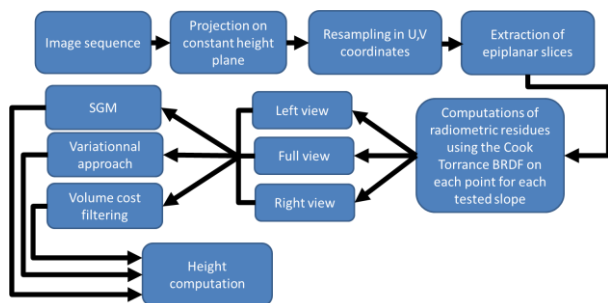 Image sequence
Projection on
constant height
plane
Resampling in U,V
coordinates
Extraction of
epiplanar slices
SGM
Variationnal
approach
Volume cost
filtering
Left view
Full view
Right view
Computations of
radiometric residues
using the Cook
Torrance BRDF on
each point for each
tested slope
Height
computation